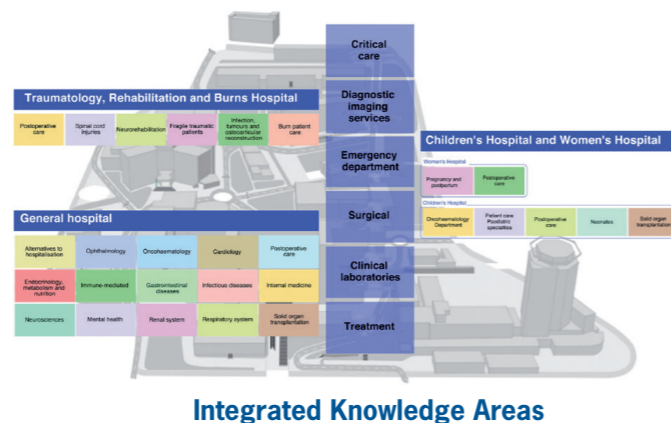 Critical
care
Diagnostic
imaging
services
Emergency
department
Surgical
Clinical
laboratories
Treatment
Traumatology, Rehabilitation and Burns Hospital
Postoperative
care
Spinal cord
injuries
Neurorehabilitation
Fragile traumatic
patients
Infection,
tumours and
osteoarticular
reconstruction
Burn patient
care
Children's Hospital and Women's Hospital
Women's Hospital
Pregnancy and
postpartum
Postoperative
care
Children's Hospital
Oncohaematology
Department
Patient care
Paediatric
specialties
Postoperative
care
Neonates
Solid organ
transplantation
General hospital
Alternatives to
hospitalisation
Ophthalmology
Oncohaematology
Cardiology
Postoperative
care
Endocrinology,
metabolism and
nutrition
Immune-mediated
Gastrointestinal
diseases
Infectious diseases
Internal medicine
Neurosciences
Mental health
Renal system
Respiratory system
Solid organ
transplantation
Integrated Knowledge Areas